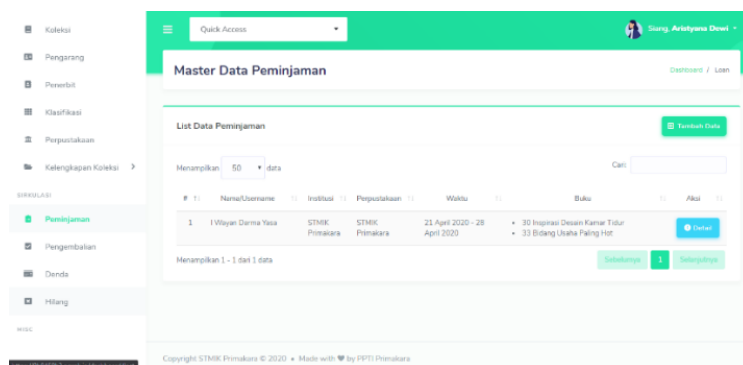 Koleksi
Pengarang
Penerbit
Klasifikasi
Perpustakaan
Kelengkapan Koleksi
SIRKULASI
Peminjaman
Pengembalian
Denda
Hilang
MISC
Quick Access
Siang, Aristyana Dewi
Master Data Peminjaman
Dashboard / Loan
List Data Peminjaman
Tambah Data
Menampilkan 50 data
Cari:
# Nama/Username Institusi Perpustakaan Waktu Buku Aksi
1 I Wayan Darma Yasa STMIK STMIK 21 April 2020 - 28 • 30 Inspirasi Desain Kamar Tidur Detail
Primakara Primakara April 2020 • 33 Bidang Usaha Paling Hot
Menampilkan 1 - 1 dari 1 data
Sebelumnya 1 Selanjutnya
Copyright STMIK Primakara © 2020 • Made with ♥ by PPTI Primakara